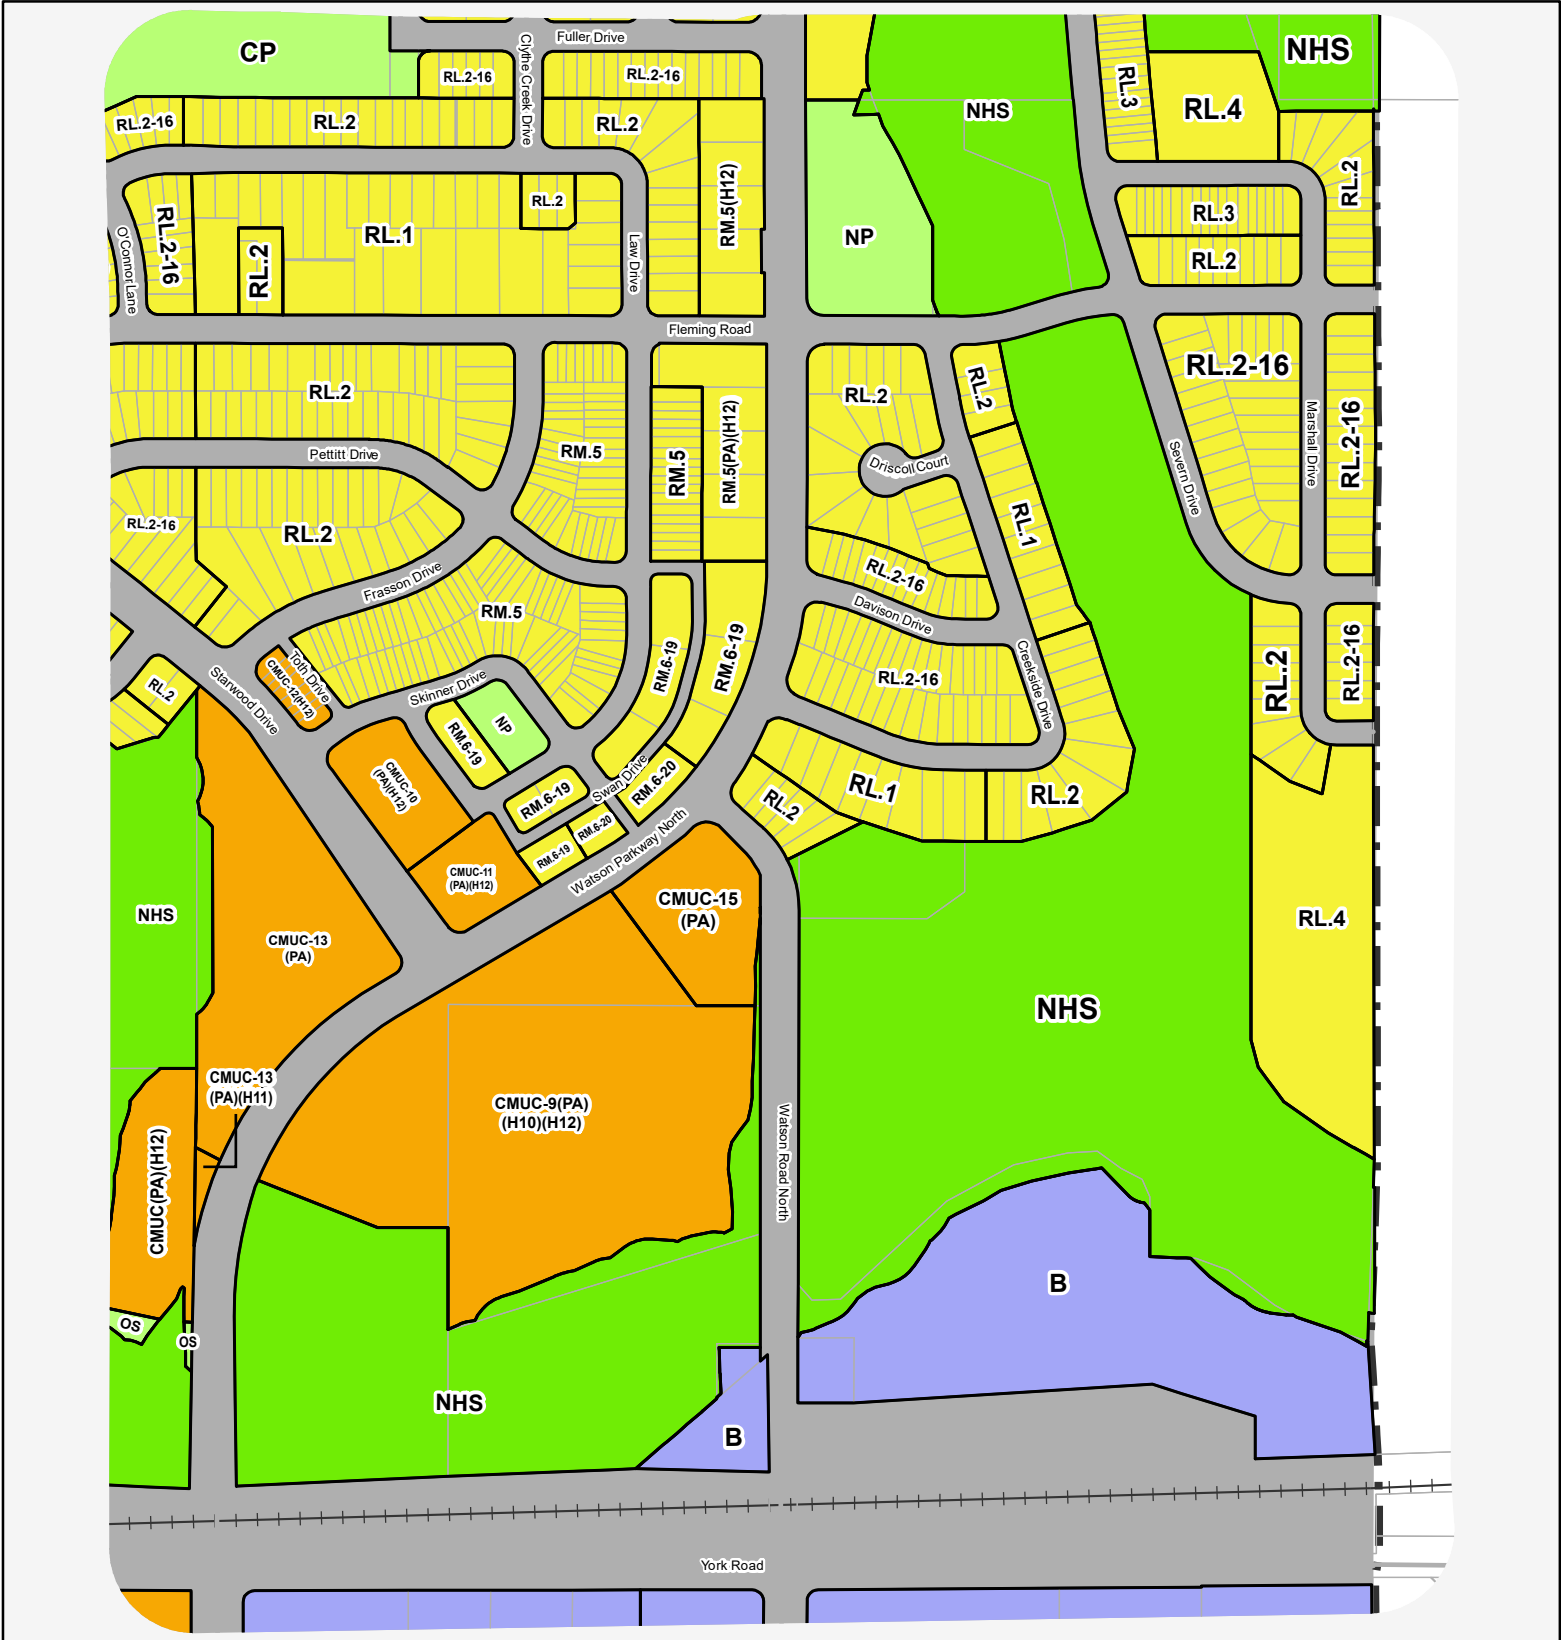 Fuller Drive
CP
NHS
Clythe Creek Drive
RL.2-16
RL.2-16
RL.3
RL.4
NHS
RL.2-16
RL.2
RL.2
RM.5(H12)
RL.2
RL.2-16
RL.1
RL.2
RL.2
O'Connor Lane
Law Drive
NP
RL.3
RL.2
Fleming Road
RL.2
RL.2
RL.2
RL.2-16
RM.5(PA)(H12)
RM.5
RM.5
Marshall Drive
RL.2-16
Pettitt Drive
Driscoll Court
Severn Drive
RL.2-16
RL.2
RL.1
Frasson Drive
RL.2-16
RM.5
Davison Drive
RM.6-19
RM.6-19
RL.2-16
Creekside Drive
RL.2
RL.2-16
Toth Drive
CMUC-12(H12)
RL.2
Starwood Drive
Skinner Drive
NP
RM.6-19
CMUC-10
(PA)(H12)
RM.6-19
Swan Drive
RM.6-20
RL.2
RL.1
RL.2
RM.6-20
RM.6-19
Watson Parkway North
CMUC-11
(PA)(H12)
NHS
CMUC-13
(PA)
CMUC-15
(PA)
RL.4
NHS
CMUC-13
(PA)(H11)
CMUC-9(PA)
(H10)(H12)
CMUC(PA)(H12)
Watson Road North
B
OS
OS
NHS
B
York Road